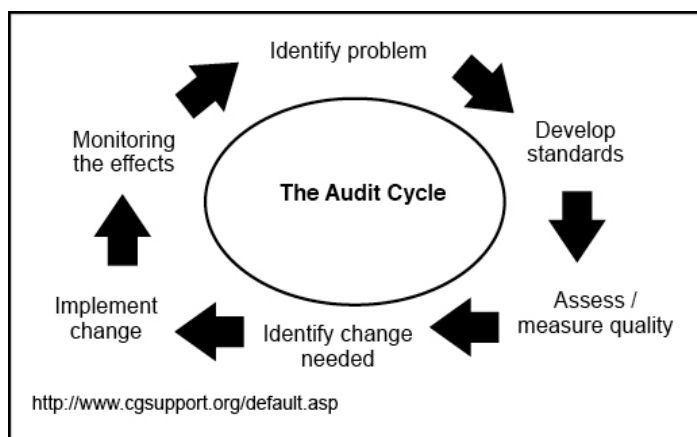 Identify problem
Develop
standards
Assess /
measure quality
Identify change
needed
Implement
change
Monitoring
the effects
The Audit Cycle
http://www.cgsupport.org/default.asp